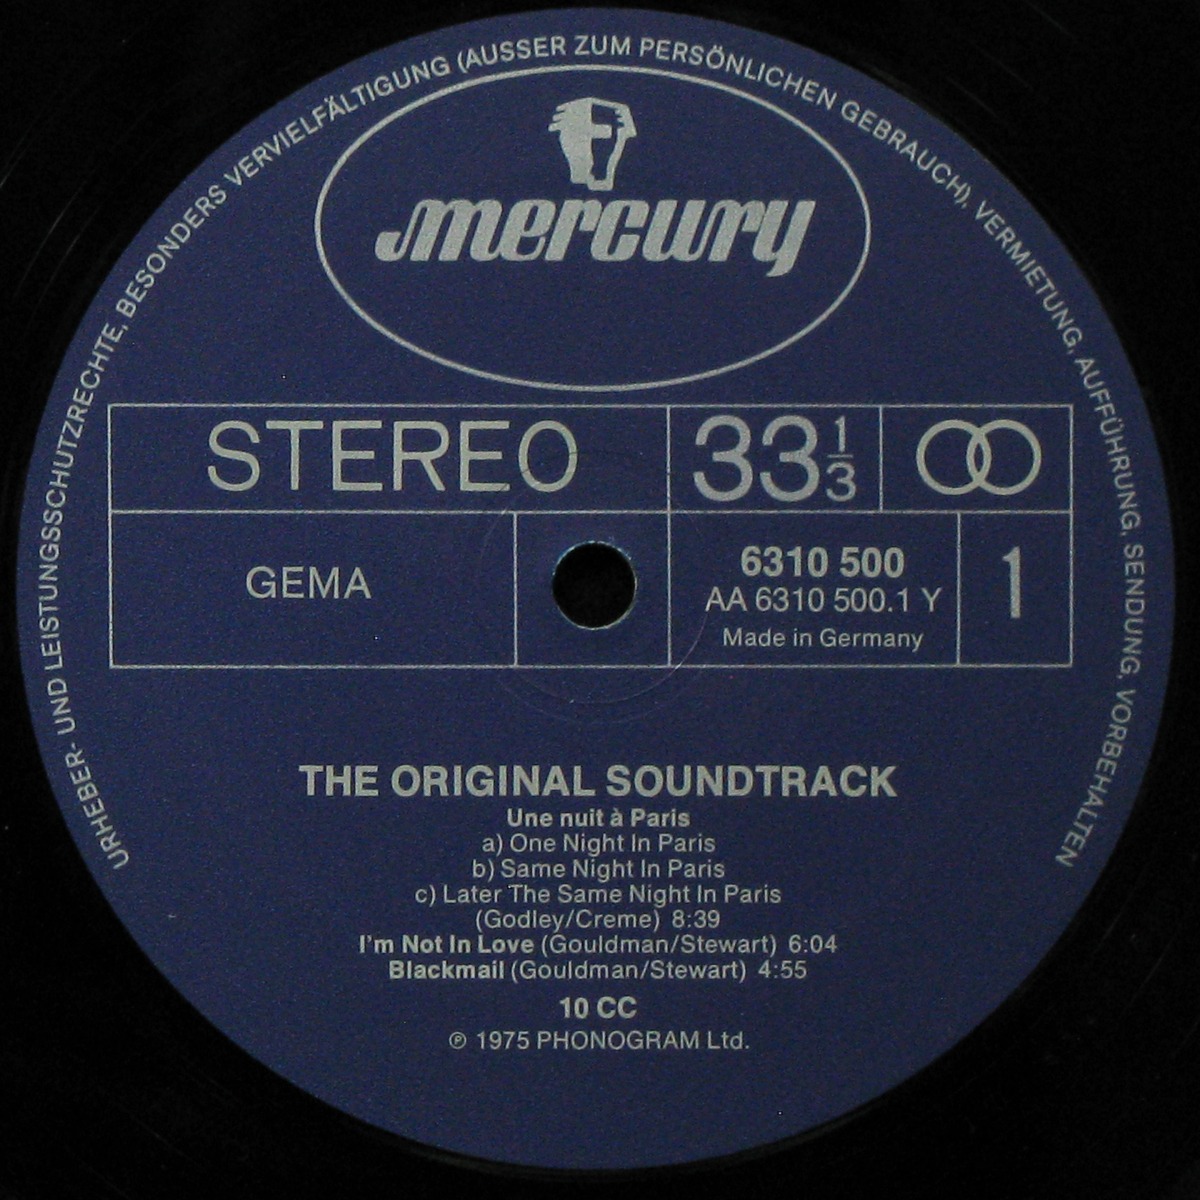 URHEBER- UND LEISTUNGSSCHUTZRECHTE, BESONDERS VERVIELFÄLTIGUNG (AUSSER ZUM PERSÖNLICHEN GEBRAUCH), VERMIETUNG, AUFFÜHRUNG, SENDUNG, VORBEHALTEN
mercury
STEREO 33 1/3
GEMA
6310 500
AA 6310 500.1 Y
Made in Germany
1
THE ORIGINAL SOUNDTRACK
Une nuit à Paris
a) One Night In Paris
b) Same Night In Paris
c) Later The Same Night In Paris
(Godley/Creme) 8:39
I'm Not In Love (Gouldman/Stewart) 6:04
Blackmail (Gouldman/Stewart) 4:55
10 CC
℗ 1975 PHONOGRAM Ltd.